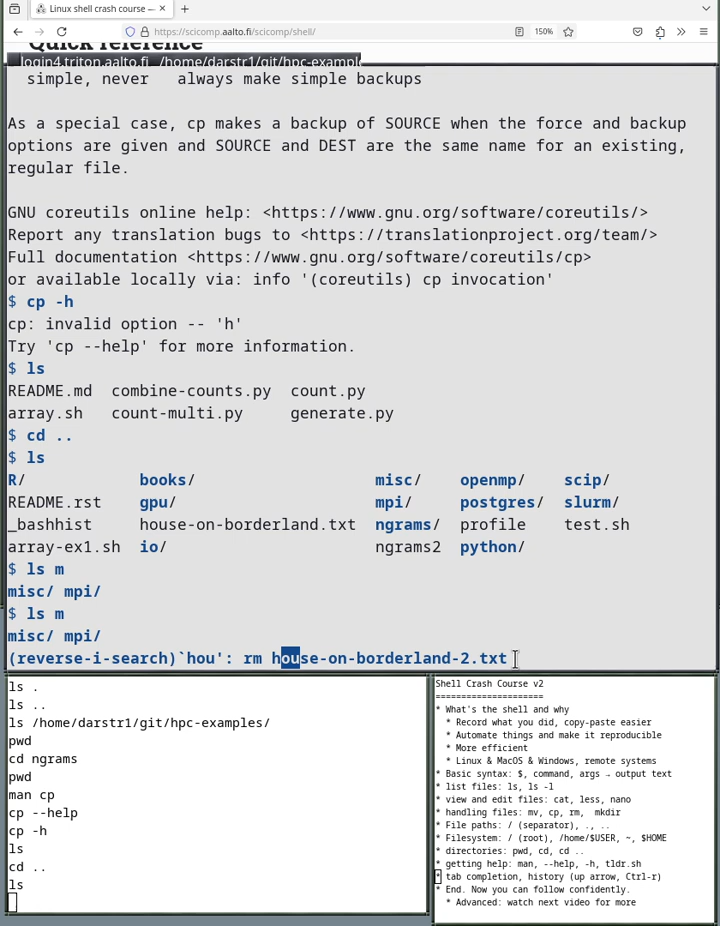 Linux shell crash course —
https://scicomp.aalto.fi/scicomp/shell/
150%
Quick reference
login4.triton.aalto.fi /home/darstr1/git/hpc-example
simple, never always make simple backups
As a special case, cp makes a backup of SOURCE when the force and backup
options are given and SOURCE and DEST are the same name for an existing,
regular file.
GNU coreutils online help: <https://www.gnu.org/software/coreutils/>
Report any translation bugs to <https://translationproject.org/team/>
Full documentation <https://www.gnu.org/software/coreutils/cp>
or available locally via: info '(coreutils) cp invocation'
$ cp -h
cp: invalid option -- 'h'
Try 'cp --help' for more information.
$ ls
README.md combine-counts.py count.py
array.sh count-multi.py generate.py
$ cd ..
$ ls
R/ books/ misc/ openmp/ scip/
README.rst gpu/ mpi/ postgres/ slurm/
_bashhist house-on-borderland.txt ngrams/ profile test.sh
array-ex1.sh io/ ngrams2 python/
$ ls m
misc/ mpi/
$ ls m
misc/ mpi/
(reverse-i-search)`hou': rm house-on-borderland-2.txt
ls .
ls ..
ls /home/darstr1/git/hpc-examples/
pwd
cd ngrams
pwd
man cp
cp --help
cp -h
ls
cd ..
ls
Shell Crash Course v2
=====================
* What's the shell and why
* Record what you did, copy-paste easier
* Automate things and make it reproducible
* More efficient
* Linux & MacOS & Windows, remote systems
* Basic syntax: $, command, args → output text
* list files: ls, ls -l
* view and edit files: cat, less, nano
* handling files: mv, cp, rm, mkdir
* File paths: / (separator), ., ..
* Filesystem: / (root), /home/$USER, ~, $HOME
* directories: pwd, cd, cd ..
* getting help: man, --help, -h, tldr.sh
* tab completion, history (up arrow, Ctrl-r)
* End. Now you can follow confidently.
* Advanced: watch next video for more